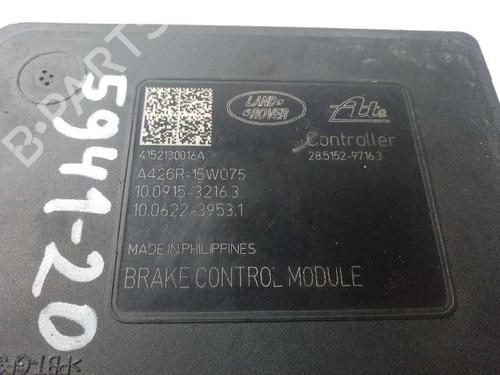 LAND ROVER
Ate
Controller
4152130016A
28.5152-9716.3
A426R-15W075
10.0915-3216.3
10.0622-3953.1
MADE IN PHILIPPINES
BRAKE CONTROL MODULE
5941-20
B-PARTS